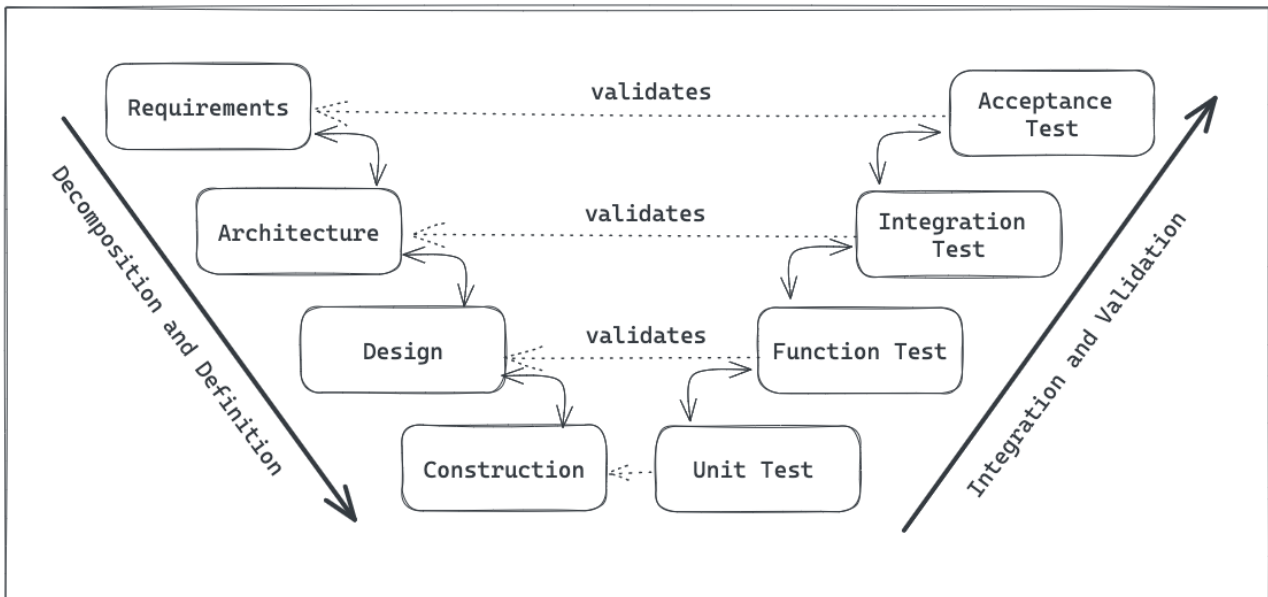 validates
Requirements
Acceptance
Test
validates
Architecture
Integration
Test
validates
Design
Function Test
Construction
Unit Test
Decomposition and Definition
Integration and Validation